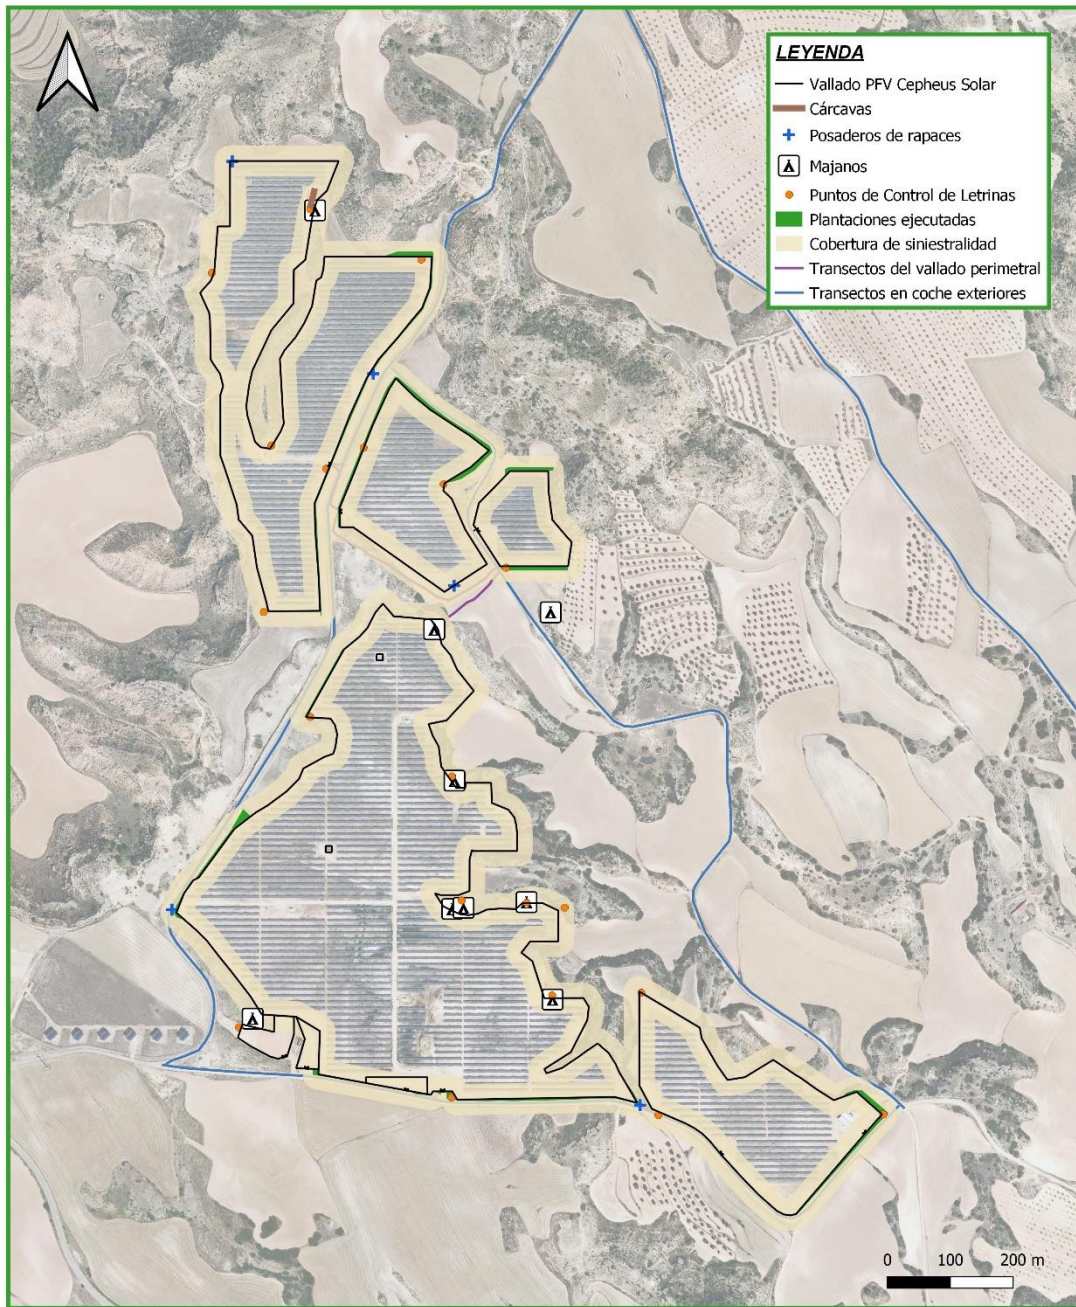 LEYENDA
Vallado PFV Cepheus Solar
Cárcavas
Posaderos de rapaces
Majanos
Puntos de Control de Letrinas
Plantaciones ejecutadas
Cobertura de siniestralidad
Transectos del vallado perimetral
Transectos en coche exteriores
0 100 200 m